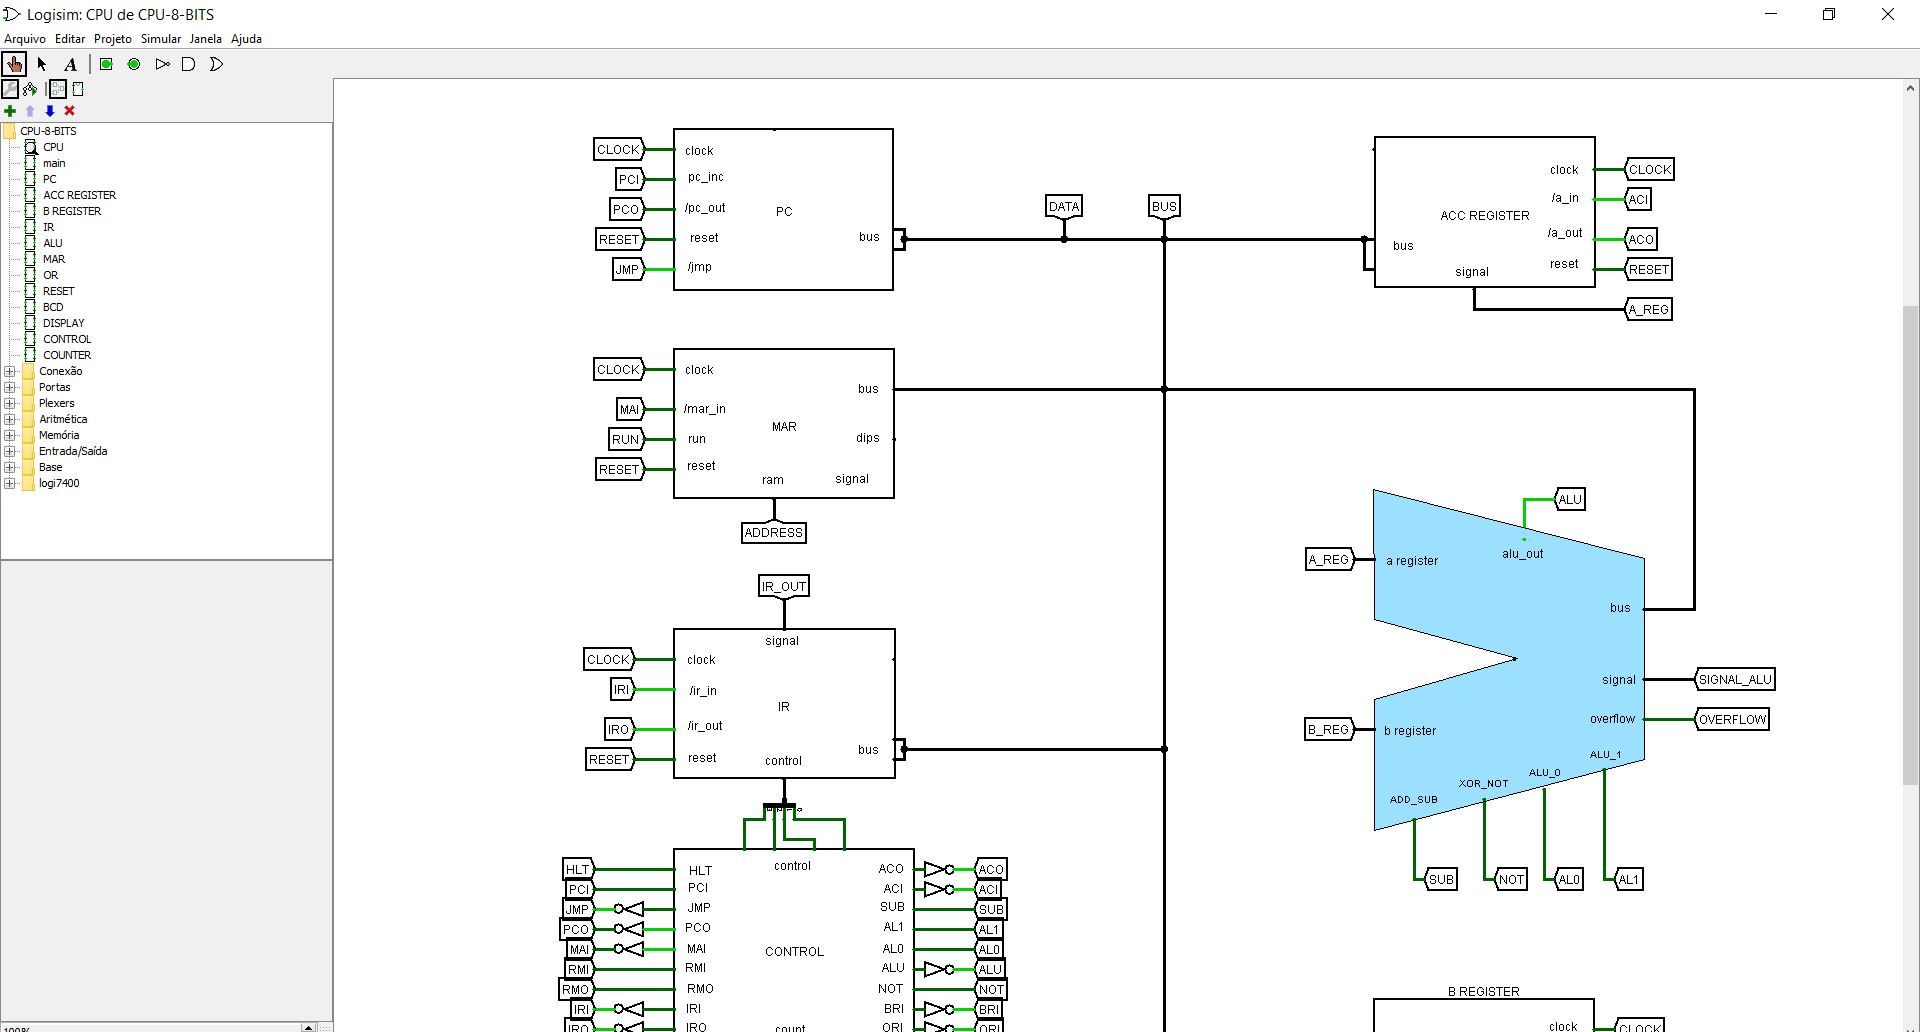 Logisim: CPU de CPU-8-BITS
Arquivo Editar Projeto Simular Janela Ajuda
A
CPU-8-BITS
CPU
main
PC
ACC REGISTER
B REGISTER
IR
ALU
MAR
OR
RESET
BCD
DISPLAY
CONTROL
COUNTER
Conexão
Portas
Plexers
Aritmética
Memória
Entrada/Saída
Base
logi7400
100%
CLOCK clock
PCI pc_inc
PCO /pc_out
RESET reset
JMP /jmp
PC
bus
DATA
BUS
clock CLOCK
/a_in ACI
/a_out ACO
reset RESET
ACC REGISTER
bus
signal
A_REG
CLOCK clock
MAI /mar_in
RUN run
RESET reset
MAR
bus
dips
ram signal
ADDRESS
ALU
alu_out
A_REG a register
bus
signal SIGNAL_ALU
overflow OVERFLOW
B_REG b register
ALU_1
ALU_0
XOR_NOT
ADD_SUB
SUB NOT AL0 AL1
IR_OUT
signal
CLOCK clock
IRI /ir_in
IRO /ir_out
RESET reset
IR
bus
control
control
HLT HLT
PCI PCI
JMP JMP
PCO PCO
MAI MAI
RMI RMI
RMO RMO
IRI IRI
IRO IRO
CONTROL
count
ACO ACO
ACI ACI
SUB SUB
AL1 AL1
AL0 AL0
ALU ALU
NOT NOT
BRI BRI
ORI ORI
B REGISTER
clock CLOCK